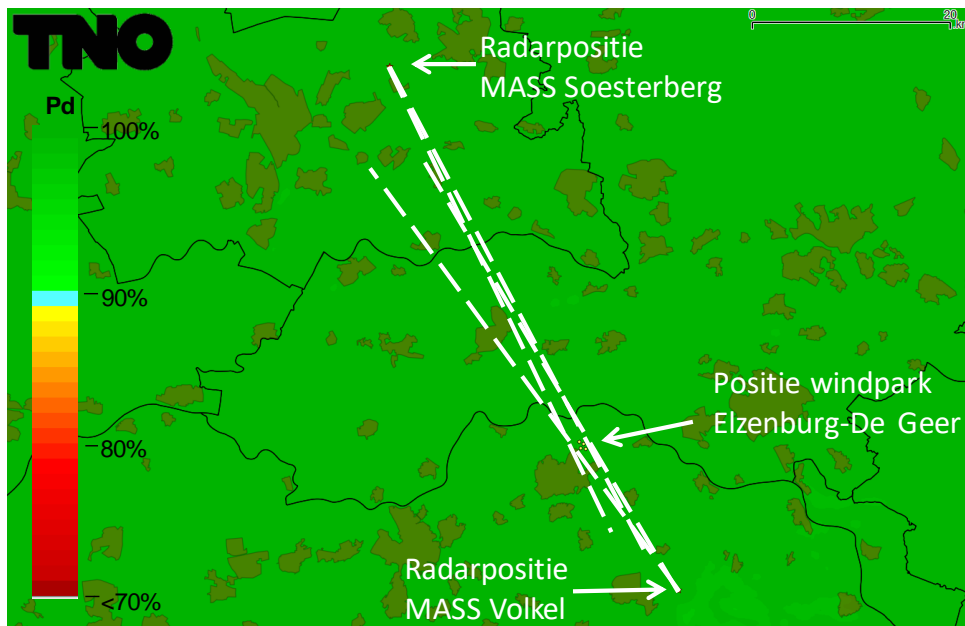 TNO
Pd
100%
90%
80%
<70%
Radarpositie
MASS Soesterberg
Positie windpark
Elzenburg-De Geer
Radarpositie
MASS Volkel
0
20
km